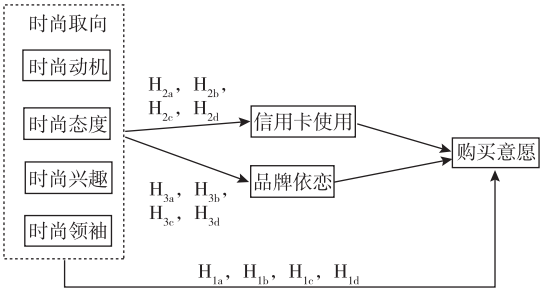 时尚取向
时尚动机
时尚态度
时尚兴趣
时尚领袖
H2a, H2b,
H2c, H2d
信用卡使用
H3a, H3b,
H3c, H3d
品牌依恋
购买意愿
H1a, H1b, H1c, H1d